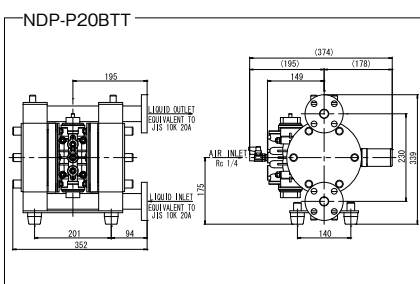 NDP-P20BTT
195
LIQUID OUTLET
EQUIVALENT TO
JIS 10K 20A
LIQUID INLET
EQUIVALENT TO
JIS 10K 20A
201
94
352
(374)
(195)
(178)
149
AIR INLET
Rc 1/4
175
230
339
140